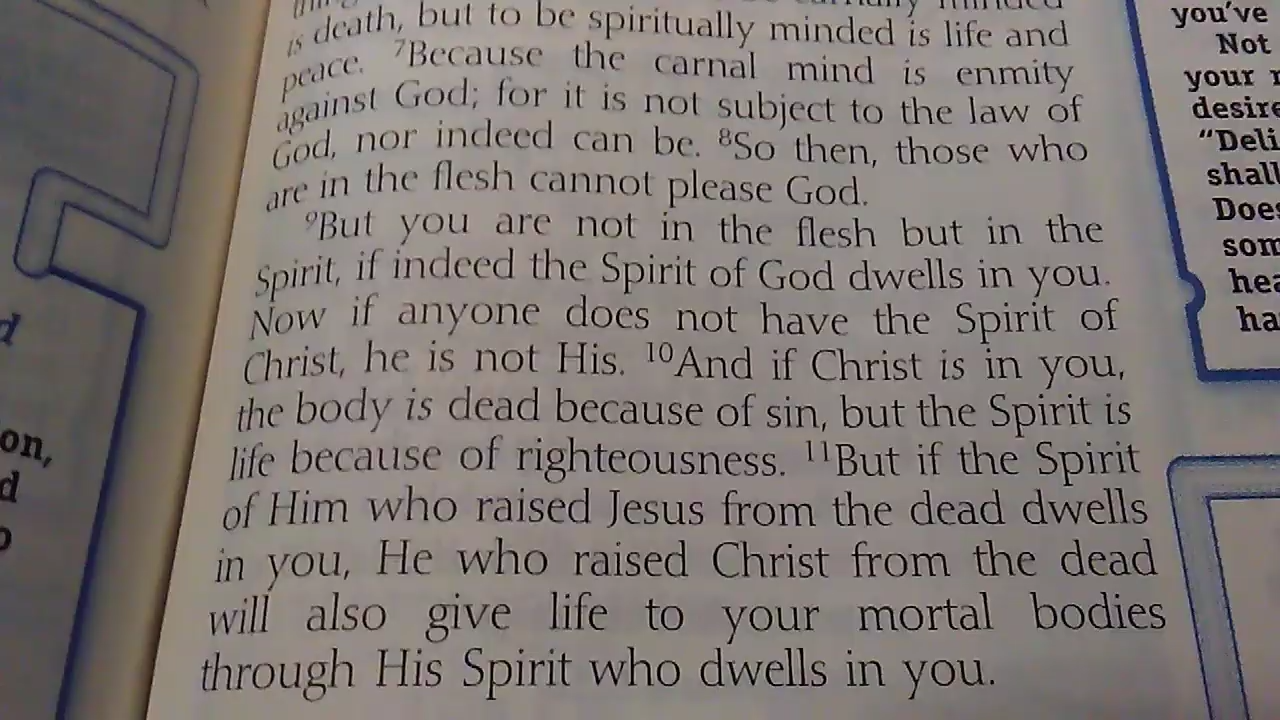 minded
is death, but to be spiritually minded is life and
peace. ⁷Because the carnal mind is enmity
against God; for it is not subject to the law of
God, nor indeed can be. ⁸So then, those who
are in the flesh cannot please God.
⁹But you are not in the flesh but in the
Spirit, if indeed the Spirit of God dwells in you.
Now if anyone does not have the Spirit of
Christ, he is not His. ¹⁰And if Christ is in you,
the body is dead because of sin, but the Spirit is
life because of righteousness. ¹¹But if the Spirit
of Him who raised Jesus from the dead dwells
in you, He who raised Christ from the dead
will also give life to your mortal bodies
through His Spirit who dwells in you.
on,
d
you've
Not
your
desire
"Deli
shall
Does
som
hea
ha